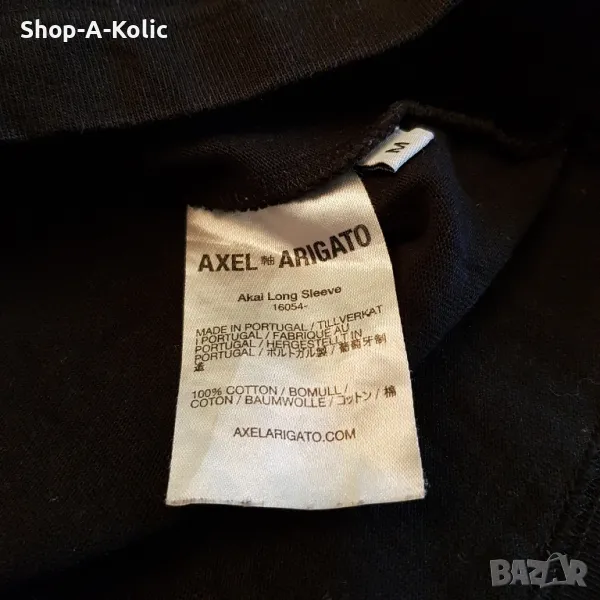 Shop-A-Kolic
M
AXEL 軸 ARIGATO
Akai Long Sleeve
16054-
MADE IN PORTUGAL / TILLVERKAT
I PORTUGAL / FABRIQUE AU
PORTUGAL / HERGESTELLT IN
PORTUGAL / ポルトガル製 / 葡萄牙制
造
100% COTTON / BOMULL /
COTON / BAUMWOLLE / コットン / 棉
AXELARIGATO.COM
BAZAR